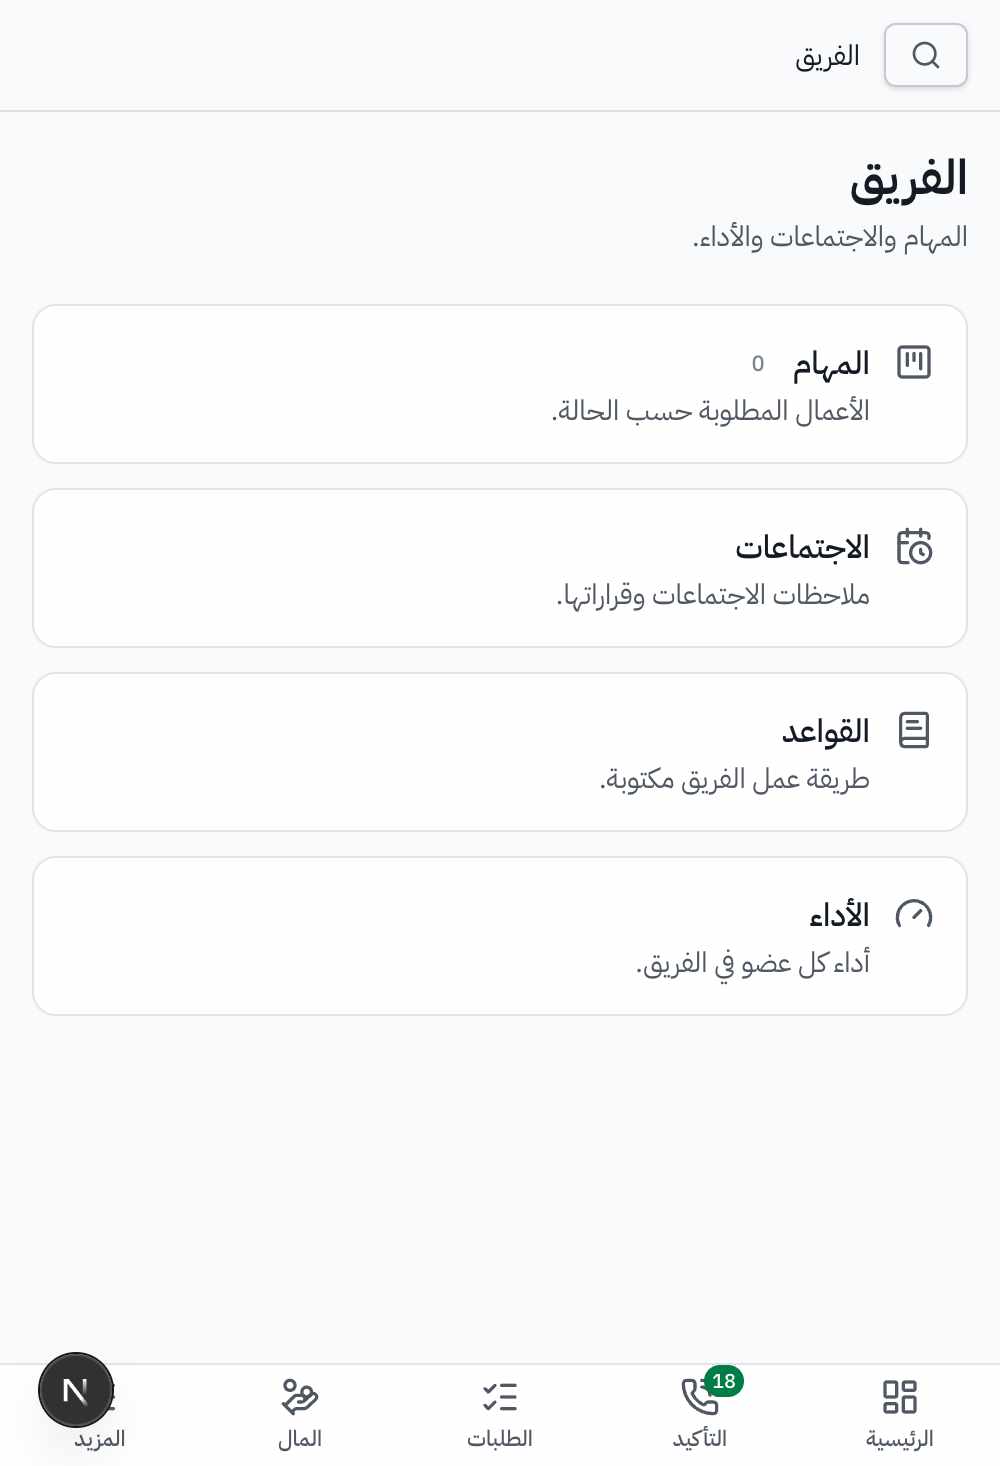 الفريق
الفريق
المهام والاجتماعات والأداء.
المهام 0
الأعمال المطلوبة حسب الحالة.
الاجتماعات
ملاحظات الاجتماعات وقراراتها.
القواعد
طريقة عمل الفريق مكتوبة.
الأداء
أداء كل عضو في الفريق.
18
الرئيسية
التأكيد
الطلبات
المال
المزيد
N